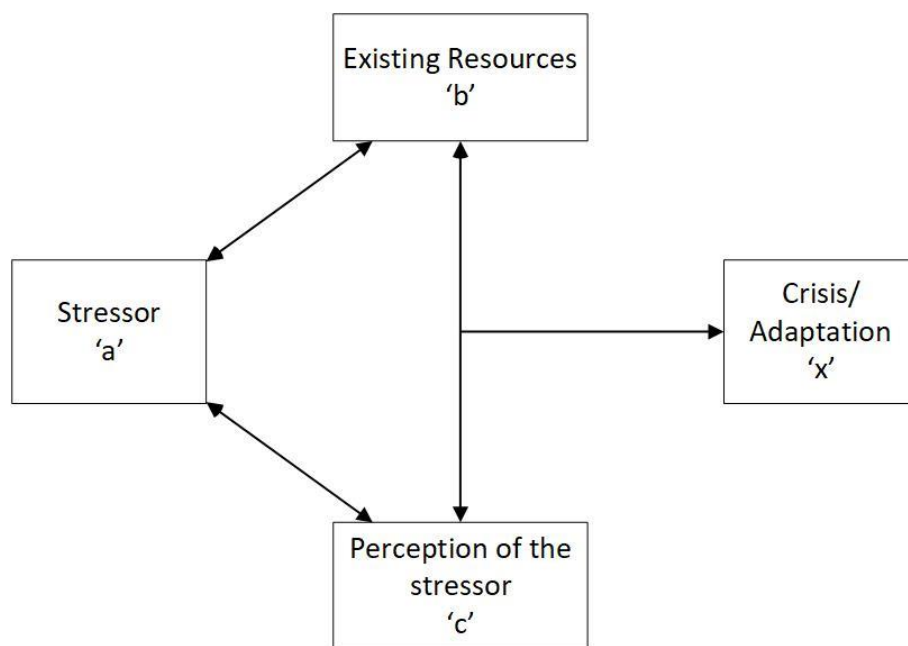 Existing Resources
‘b’
Stressor
‘a’
Crisis/
Adaptation
‘x’
Perception of the
stressor
‘c’